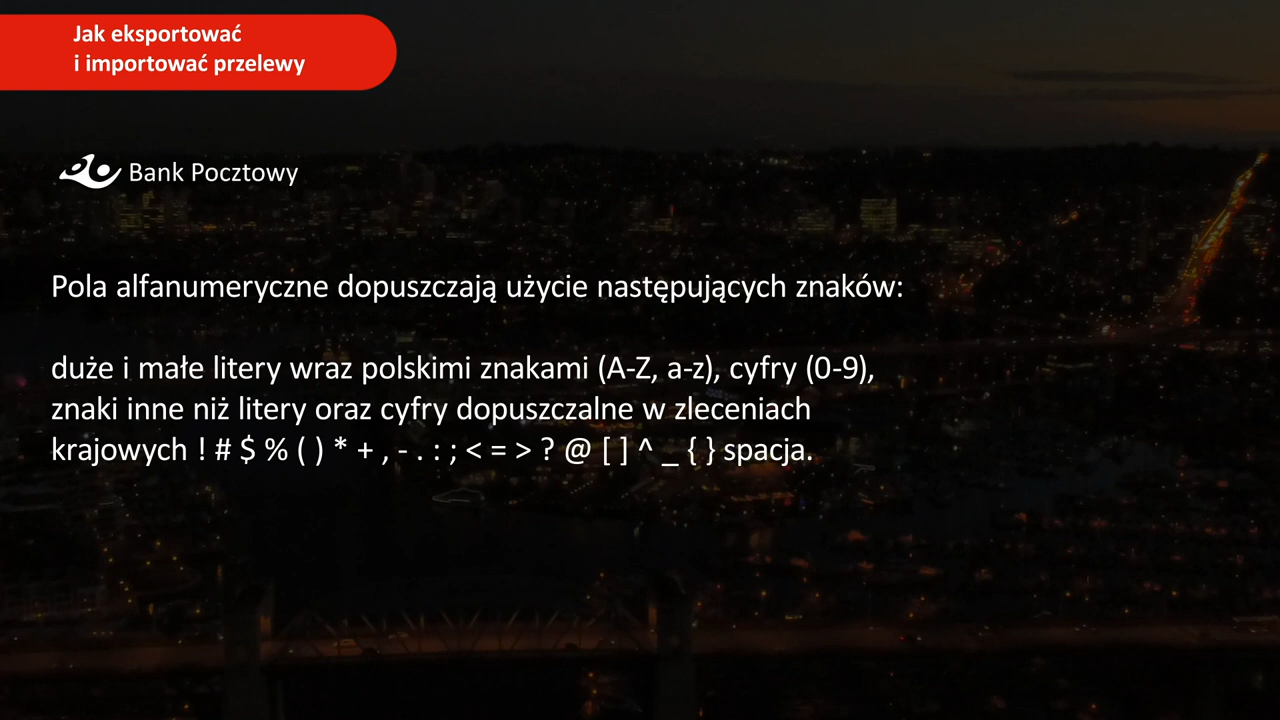 Jak eksportować
i importować przelewy
Bank Pocztowy
Pola alfanumeryczne dopuszczają użycie następujących znaków:
duże i małe litery wraz polskimi znakami (A-Z, a-z), cyfry (0-9),
znaki inne niż litery oraz cyfry dopuszczalne w zleceniach
krajowych ! # $ % ( ) * + , - . : ; < = > ? @ [ ] ^ _ { } spacja.